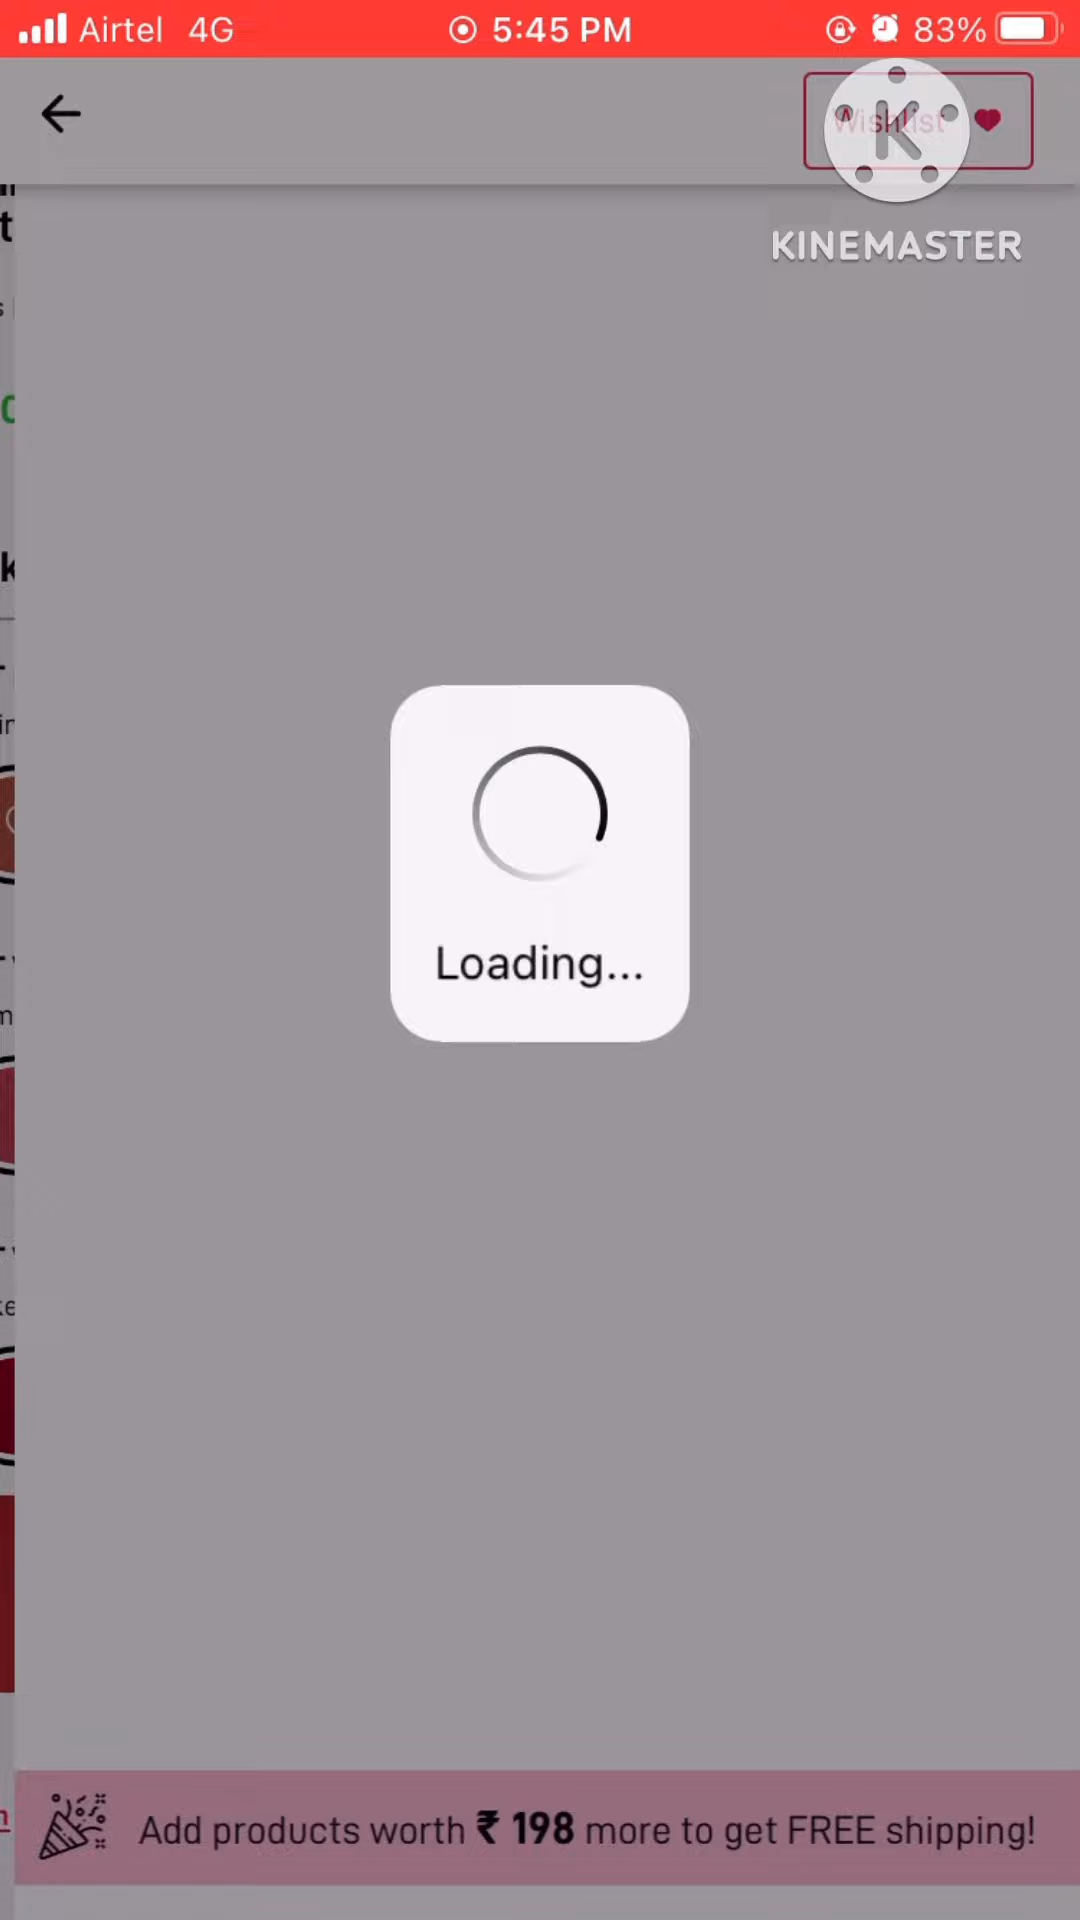 Airtel 4G 5:45 PM 83%
Wishlist
K
KINEMASTER
Loading...
Add products worth ₹ 198 more to get FREE shipping!